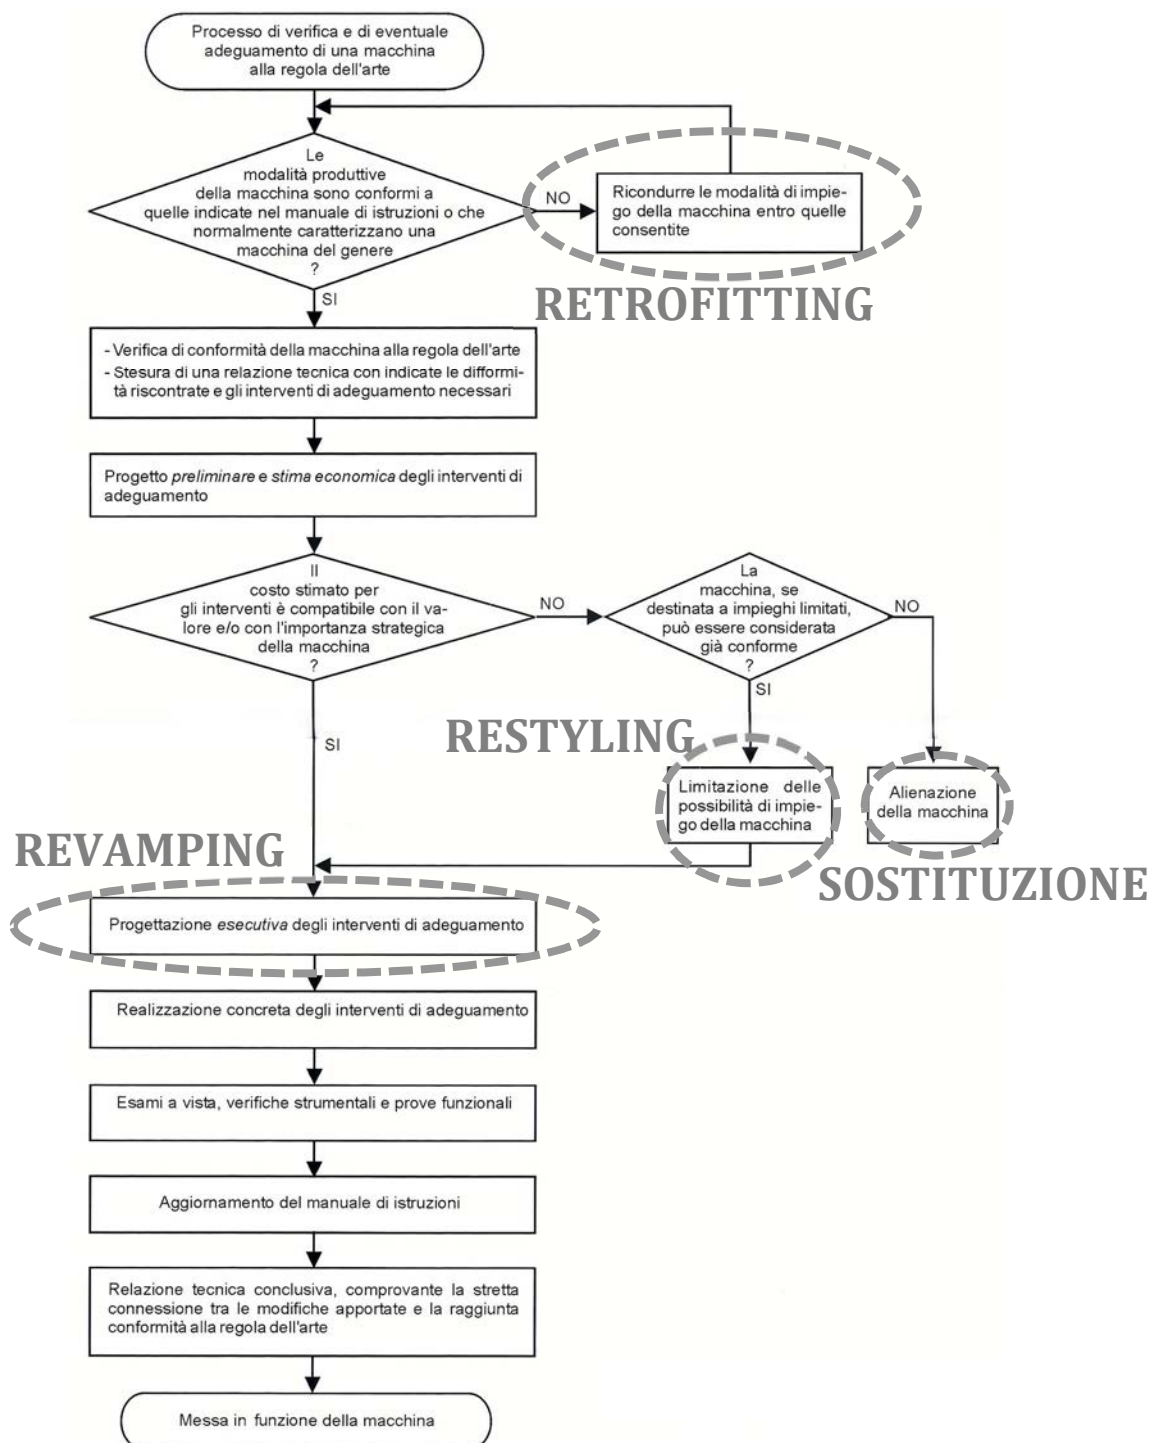 Processo di verifica e di eventuale
adeguamento di una macchina
alla regola dell'arte
Le
modalità produttive
della macchina sono conformi a
quelle indicate nel manuale di istruzioni o che
normalmente caratterizzano una
macchina del genere
?
NO
Ricondurre le modalità di impie-
go della macchina entro quelle
consentite
RETROFITTING
SI
- Verifica di conformità della macchina alla regola dell'arte
- Stesura di una relazione tecnica con indicate le difformi-
tà riscontrate e gli interventi di adeguamento necessari
Progetto preliminare e stima economica degli interventi di
adeguamento
Il
costo stimato per
gli interventi è compatibile con il va-
lore e/o con l'importanza strategica
della macchina
?
NO
La
macchina, se
destinata a impieghi limitati,
può essere considerata
già conforme
?
NO
SI
SI
RESTYLING
Limitazione delle
possibilità di impie-
go della macchina
Alienazione
della macchina
SOSTITUZIONE
REVAMPING
Progettazione esecutiva degli interventi di adeguamento
Realizzazione concreta degli interventi di adeguamento
Esami a vista, verifiche strumentali e prove funzionali
Aggiornamento del manuale di istruzioni
Relazione tecnica conclusiva, comprovante la stretta
connessione tra le modifiche apportate e la raggiunta
conformità alla regola dell'arte
Messa in funzione della macchina